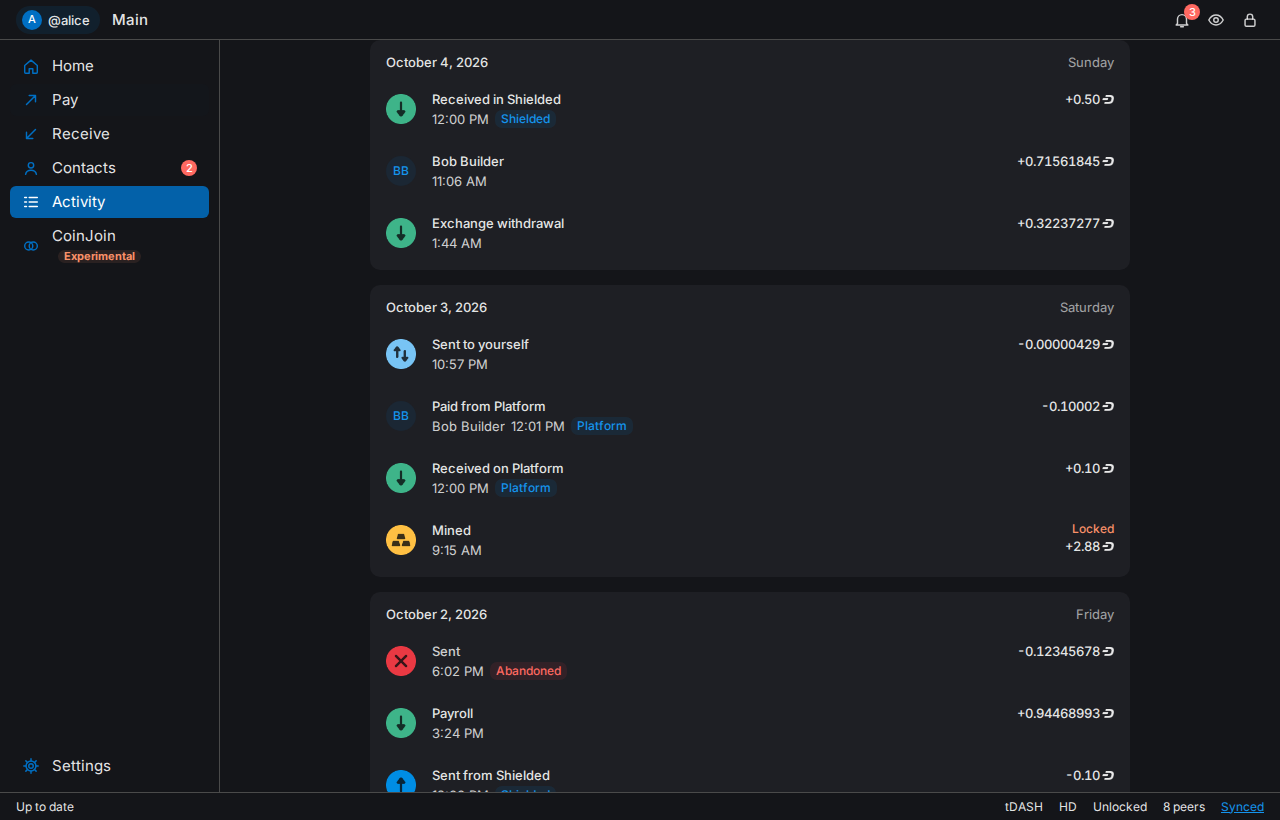 A @alice Main 3
Home
Pay
Receive
Contacts 2
Activity
CoinJoin
Experimental
Settings
October 4, 2026 Sunday
Received in Shielded +0.50
12:00 PM Shielded
BB Bob Builder +0.71561845
11:06 AM
Exchange withdrawal +0.32237277
1:44 AM
October 3, 2026 Saturday
Sent to yourself -0.00000429
10:57 PM
BB Paid from Platform -0.10002
Bob Builder 12:01 PM Platform
Received on Platform +0.10
12:00 PM Platform
Mined Locked
9:15 AM +2.88
October 2, 2026 Friday
Sent -0.12345678
6:02 PM Abandoned
Payroll +0.94468993
3:24 PM
Sent from Shielded -0.10
Up to date tDASH HD Unlocked 8 peers Synced